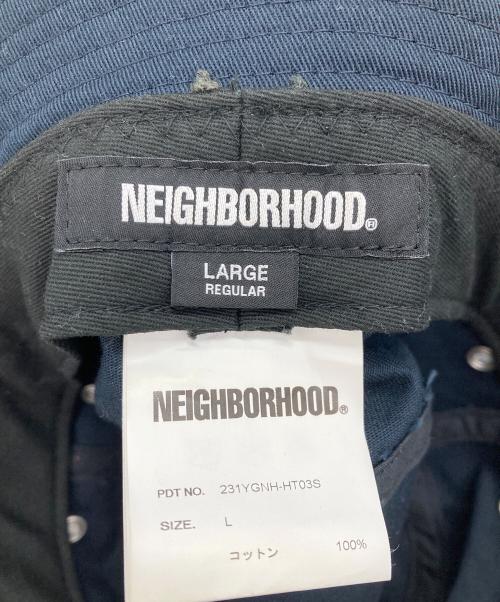 NEIGHBORHOOD®
LARGE
REGULAR
NEIGHBORHOOD®
PDT NO. 231YGNH-HT03S
SIZE. L
コットン 100%